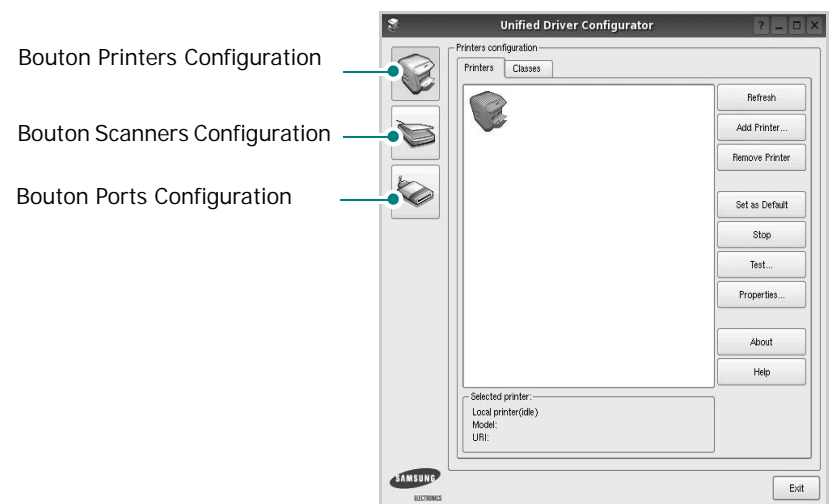 Unified Driver Configurator
Bouton Printers Configuration
Bouton Scanners Configuration
Bouton Ports Configuration
Printers configuration
Printers
Classes
Refresh
Add Printer...
Remove Printer
Set as Default
Stop
Test...
Properties...
About
Help
Selected printer:
Local printer(idle)
Model:
URI:
SAMSUNG
ELECTRONICS
Exit